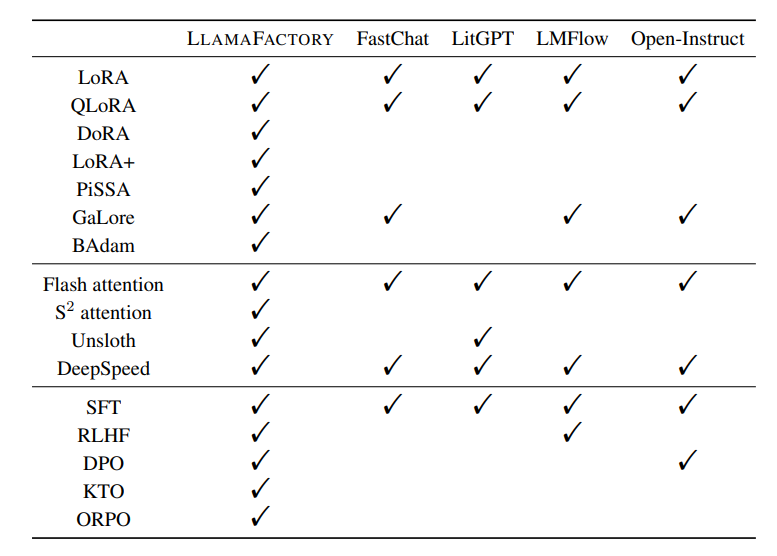 LLAMAFACTORY FastChat LitGPT LMFlow Open-Instruct
LoRA ✓ ✓ ✓ ✓ ✓
QLoRA ✓ ✓ ✓ ✓ ✓
DoRA ✓
LoRA+ ✓
PiSSA ✓
GaLore ✓ ✓ ✓ ✓
BAdam ✓
Flash attention ✓ ✓ ✓ ✓ ✓
S² attention ✓
Unsloth ✓ ✓
DeepSpeed ✓ ✓ ✓ ✓ ✓
SFT ✓ ✓ ✓ ✓ ✓
RLHF ✓ ✓
DPO ✓ ✓
KTO ✓
ORPO ✓